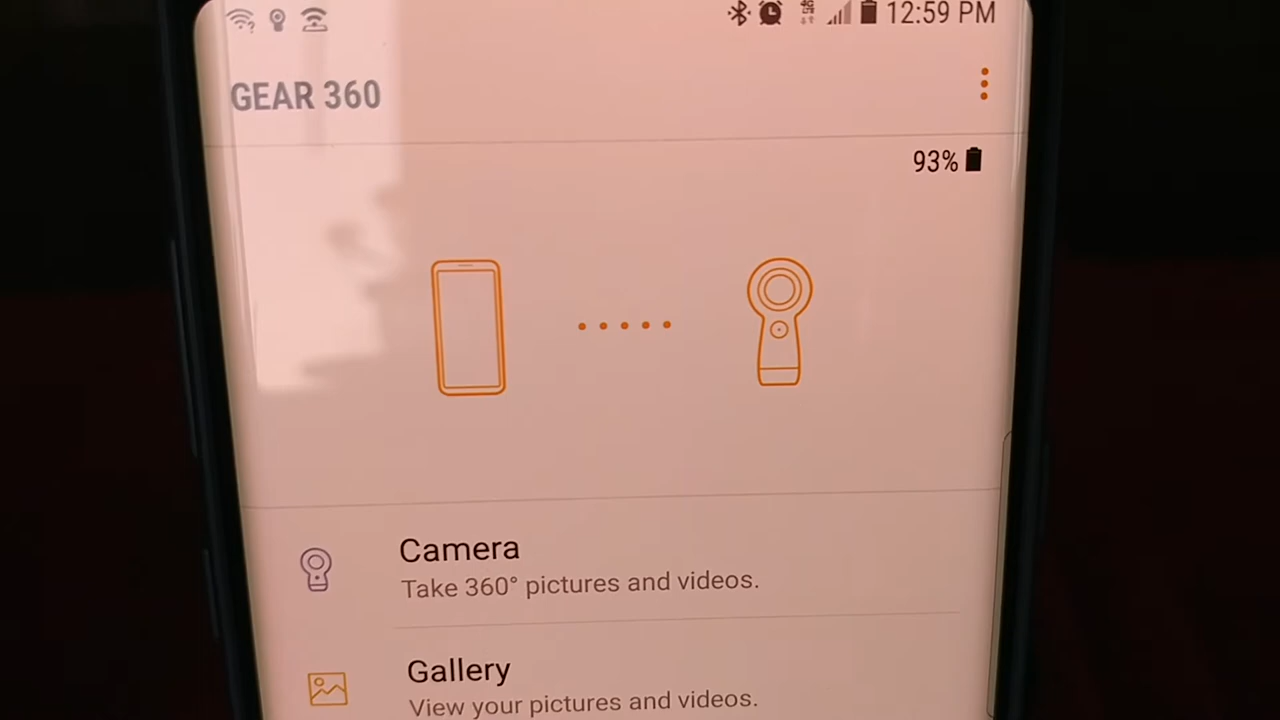 12:59 PM
GEAR 360
93%
Camera
Take 360° pictures and videos.
Gallery
View your pictures and videos.